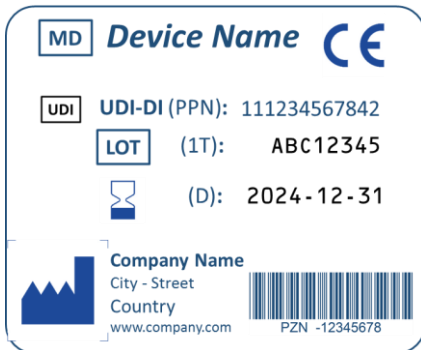 MD Device Name CE
UDI UDI-DI (PPN): 111234567842
LOT (1T): ABC12345
(D): 2024-12-31
Company Name
City - Street
Country
www.company.com
PZN -12345678